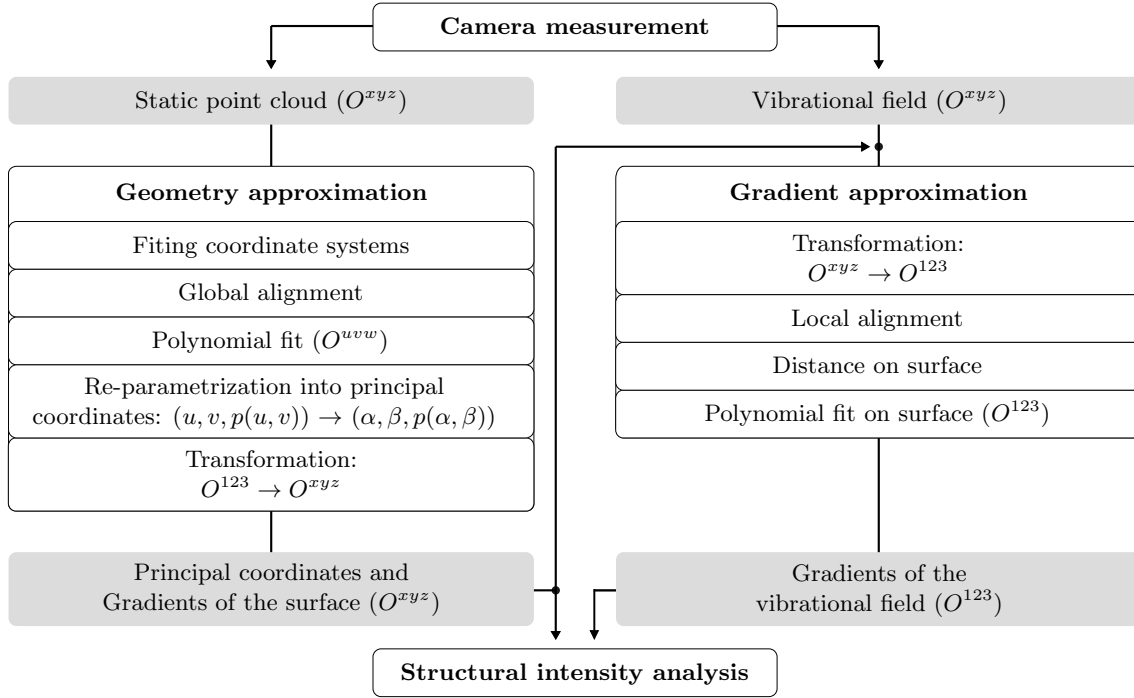 Camera measurement
Static point cloud (O^{xyz})
Vibrational field (O^{xyz})
Geometry approximation
Fiting coordinate systems
Global alignment
Polynomial fit (O^{uvw})
Re-parametrization into principal
coordinates: (u, v, p(u, v)) → (α, β, p(α, β))
Transformation:
O^{123} → O^{xyz}
Principal coordinates and
Gradients of the surface (O^{xyz})
Gradient approximation
Transformation:
O^{xyz} → O^{123}
Local alignment
Distance on surface
Polynomial fit on surface (O^{123})
Gradients of the
vibrational field (O^{123})
Structural intensity analysis